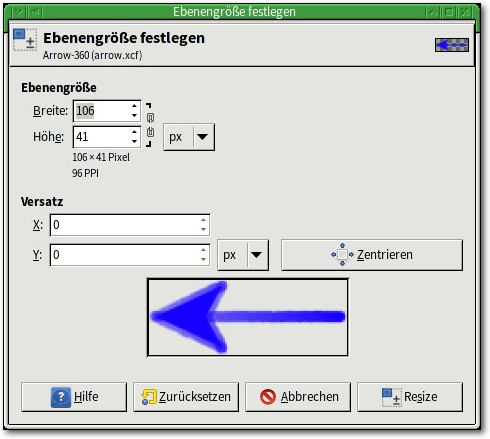 Ebenengröße festlegen
Ebenengröße festlegen
Arrow-360 (arrow.xcf)
Ebenengröße
Breite: 106
Höhe: 41 px
106 × 41 Pixel
96 PPI
Versatz
X: 0
Y: 0 px Zentrieren
Hilfe Zurücksetzen Abbrechen Resize